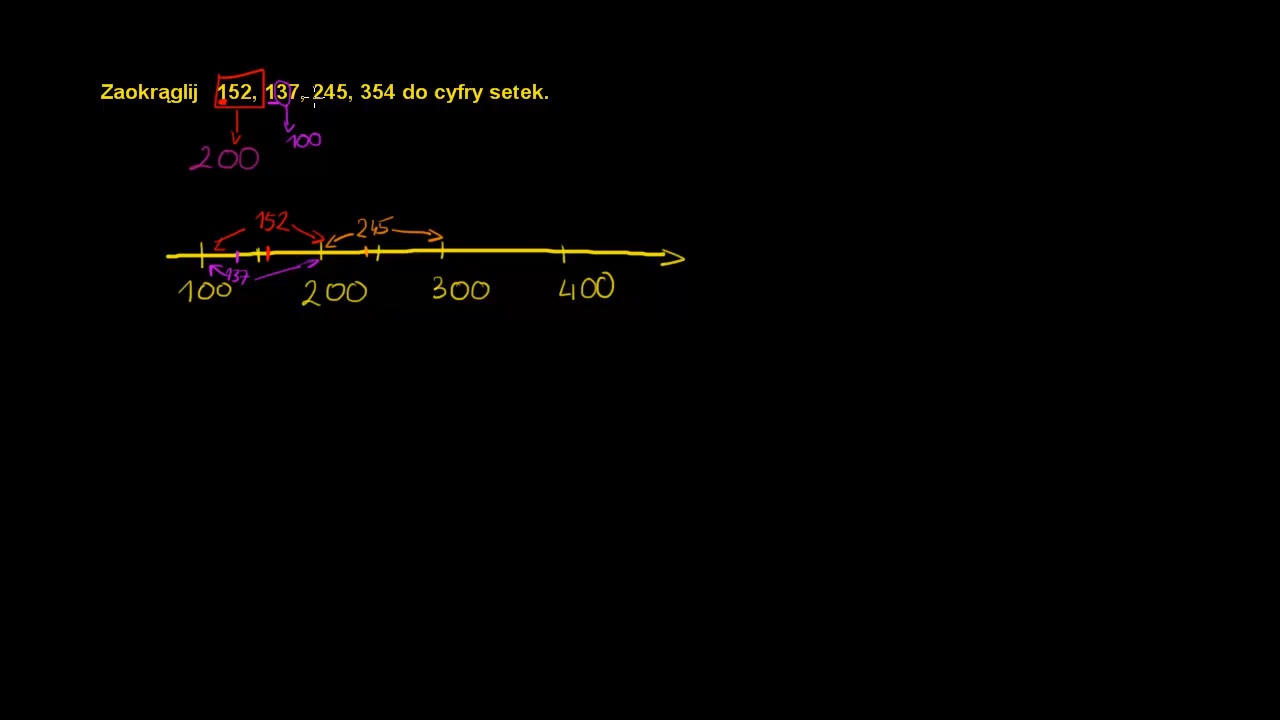 Zaokrąglij 152, 137, 245, 354 do cyfry setek.
100
200
152 245
137
100 200 300 400